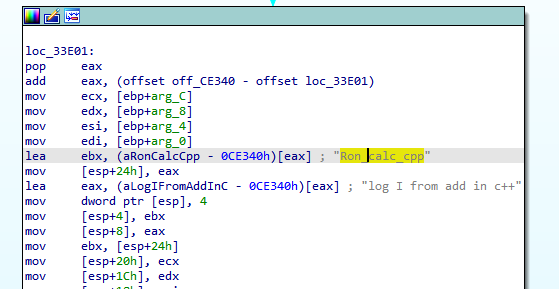 loc_33E01:
pop eax
add eax, (offset off_CE340 - offset loc_33E01)
mov ecx, [ebp+arg_C]
mov edx, [ebp+arg_8]
mov esi, [ebp+arg_4]
mov edi, [ebp+arg_0]
lea ebx, (aRonCalcCpp - 0CE340h)[eax] ; "Ron_calc_cpp"
mov [esp+24h], eax
lea eax, (aLogIFromAddInC - 0CE340h)[eax] ; "log I from add in c++"
mov dword ptr [esp], 4
mov [esp+4], ebx
mov [esp+8], eax
mov ebx, [esp+24h]
mov [esp+20h], ecx
mov [esp+1Ch], edx